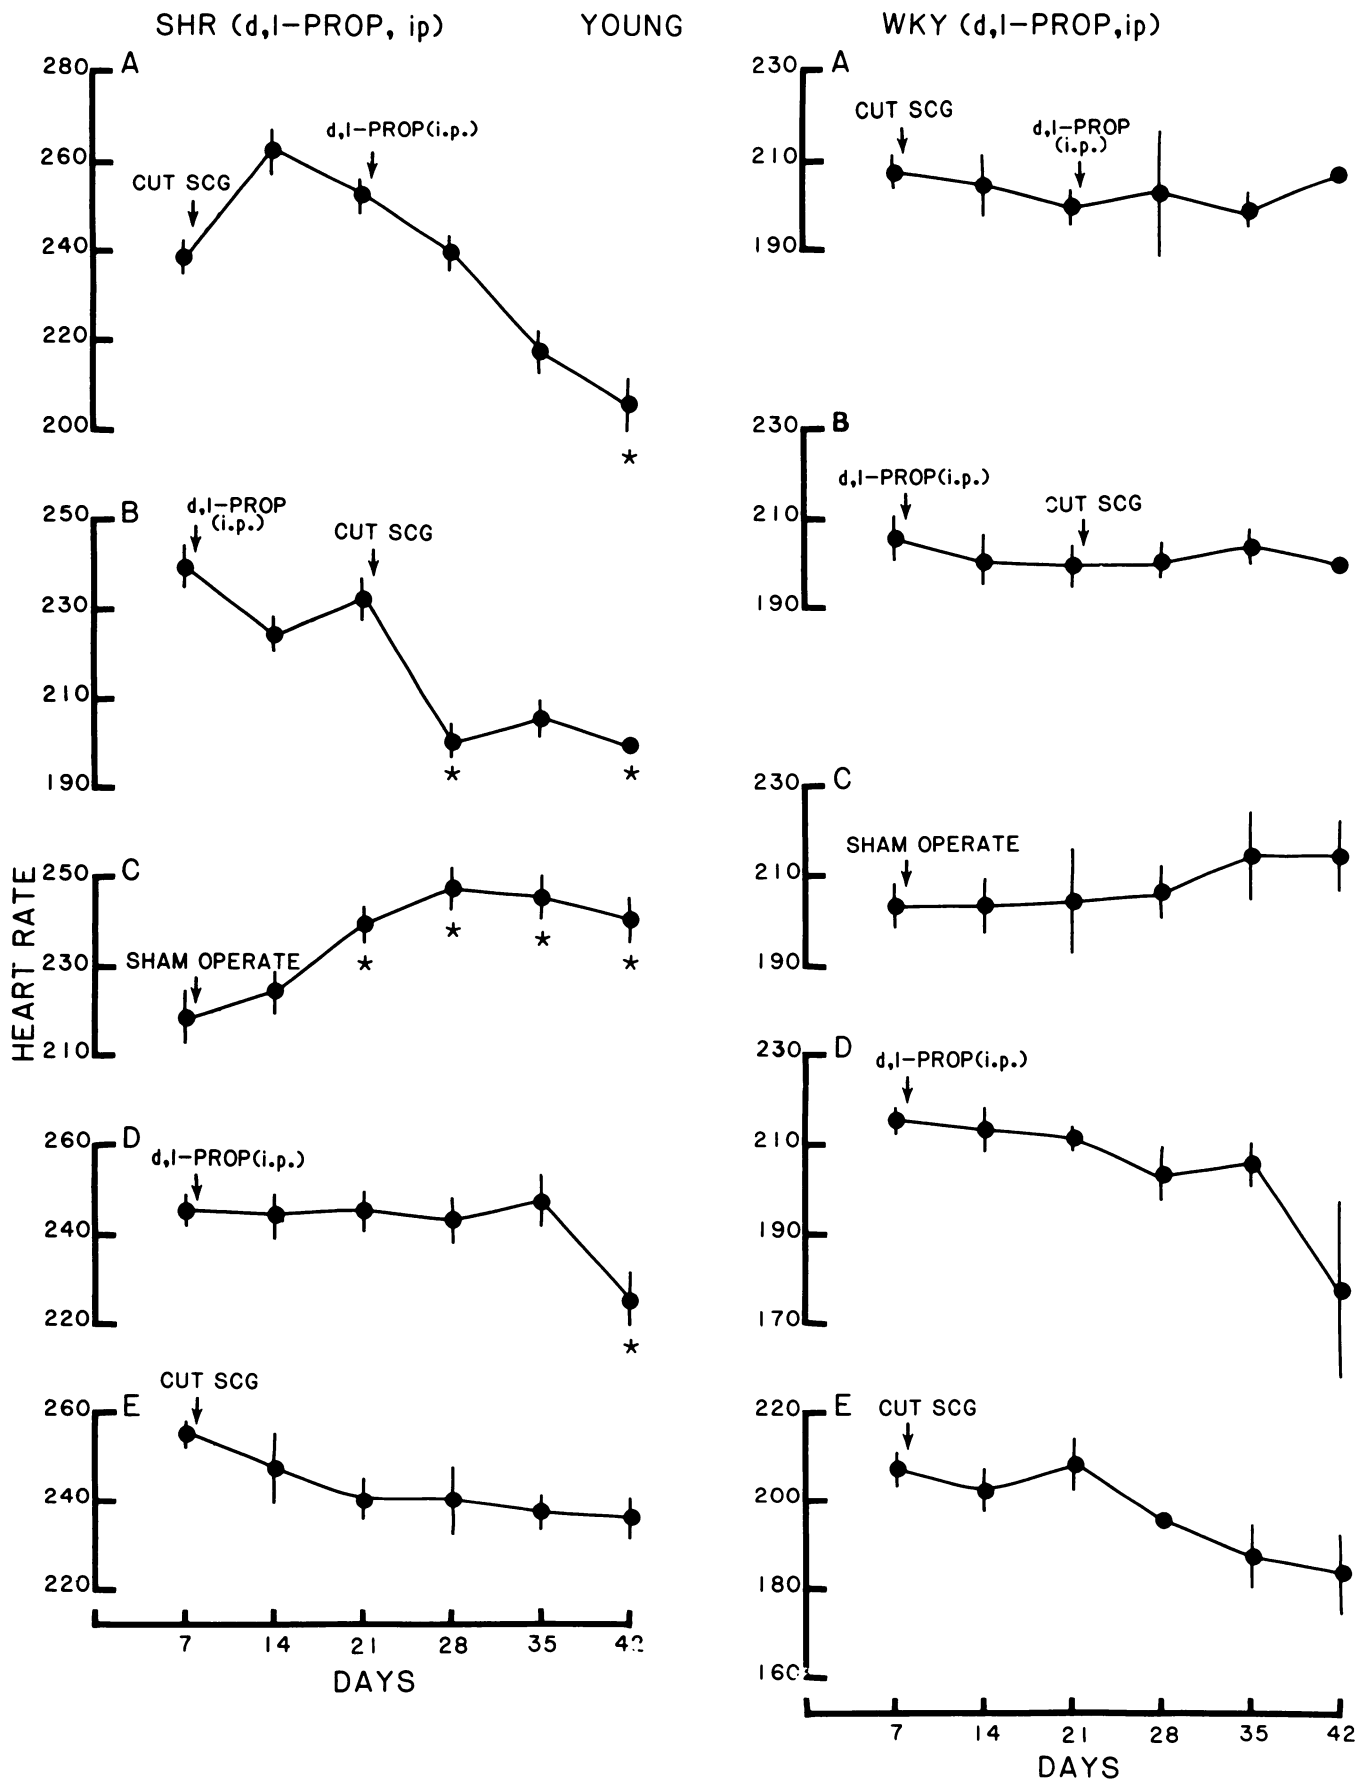 SHR (d,l-PROP, ip)
YOUNG
WKY (d,l-PROP,ip)
HEART RATE
A
280
260
240
220
200
CUT SCG
d,l-PROP(i.p.)
*
B
250
230
210
190
d,l-PROP
(i.p.)
CUT SCG
*
*
C
250
230
210
SHAM OPERATE
*
*
*
*
D
260
240
220
d,l-PROP(i.p.)
*
E
260
240
220
CUT SCG
7 14 21 28 35 42
DAYS
A
230
210
190
CUT SCG
d,l-PROP
(i.p.)
B
230
210
190
d,l-PROP(i.p.)
CUT SCG
C
230
210
190
SHAM OPERATE
D
230
210
190
170
d,l-PROP(i.p.)
E
220
200
180
160
CUT SCG
7 14 21 28 35 42
DAYS